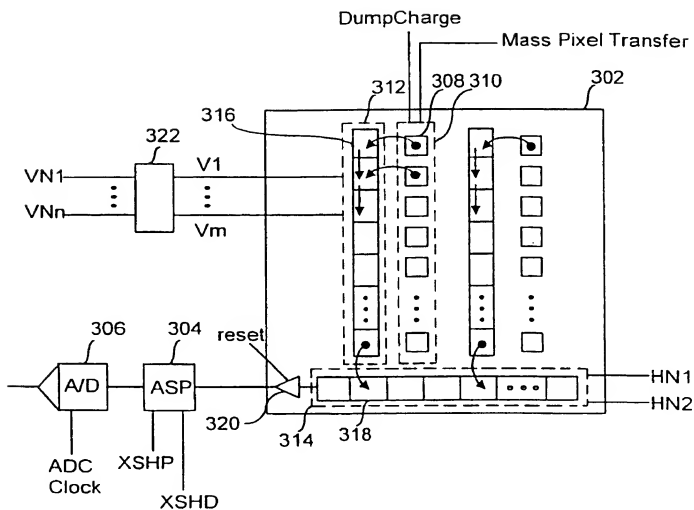 DumpCharge
Mass Pixel Transfer
312
308
310
302
316
322
VN1
V1
VNn
Vm
306
304
reset
A/D
ASP
320
314
318
HN1
HN2
ADC
Clock
XSHP
XSHD